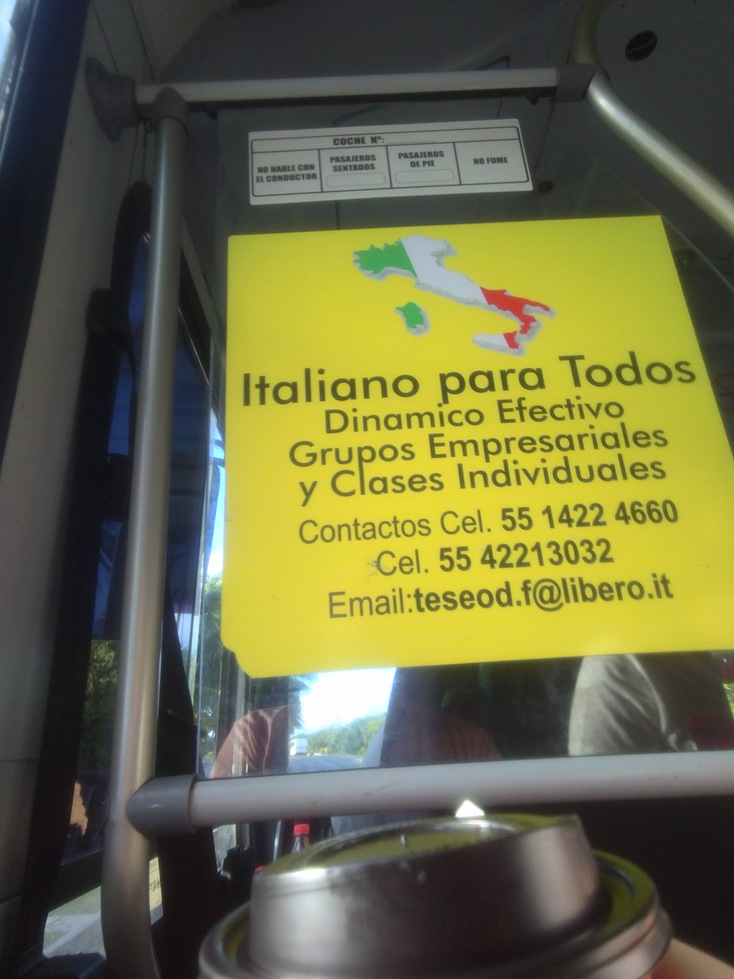 COCHE Nº:
NO HABLE CON
EL CONDUCTOR
PASAJEROS
SENTADOS
PASAJEROS
DE PIE
NO FUME
Italiano para Todos
Dinamico Efectivo
Grupos Empresariales
y Clases Individuales
Contactos Cel. 55 1422 4660
Cel. 55 42213032
Email:teseod.f@libero.it